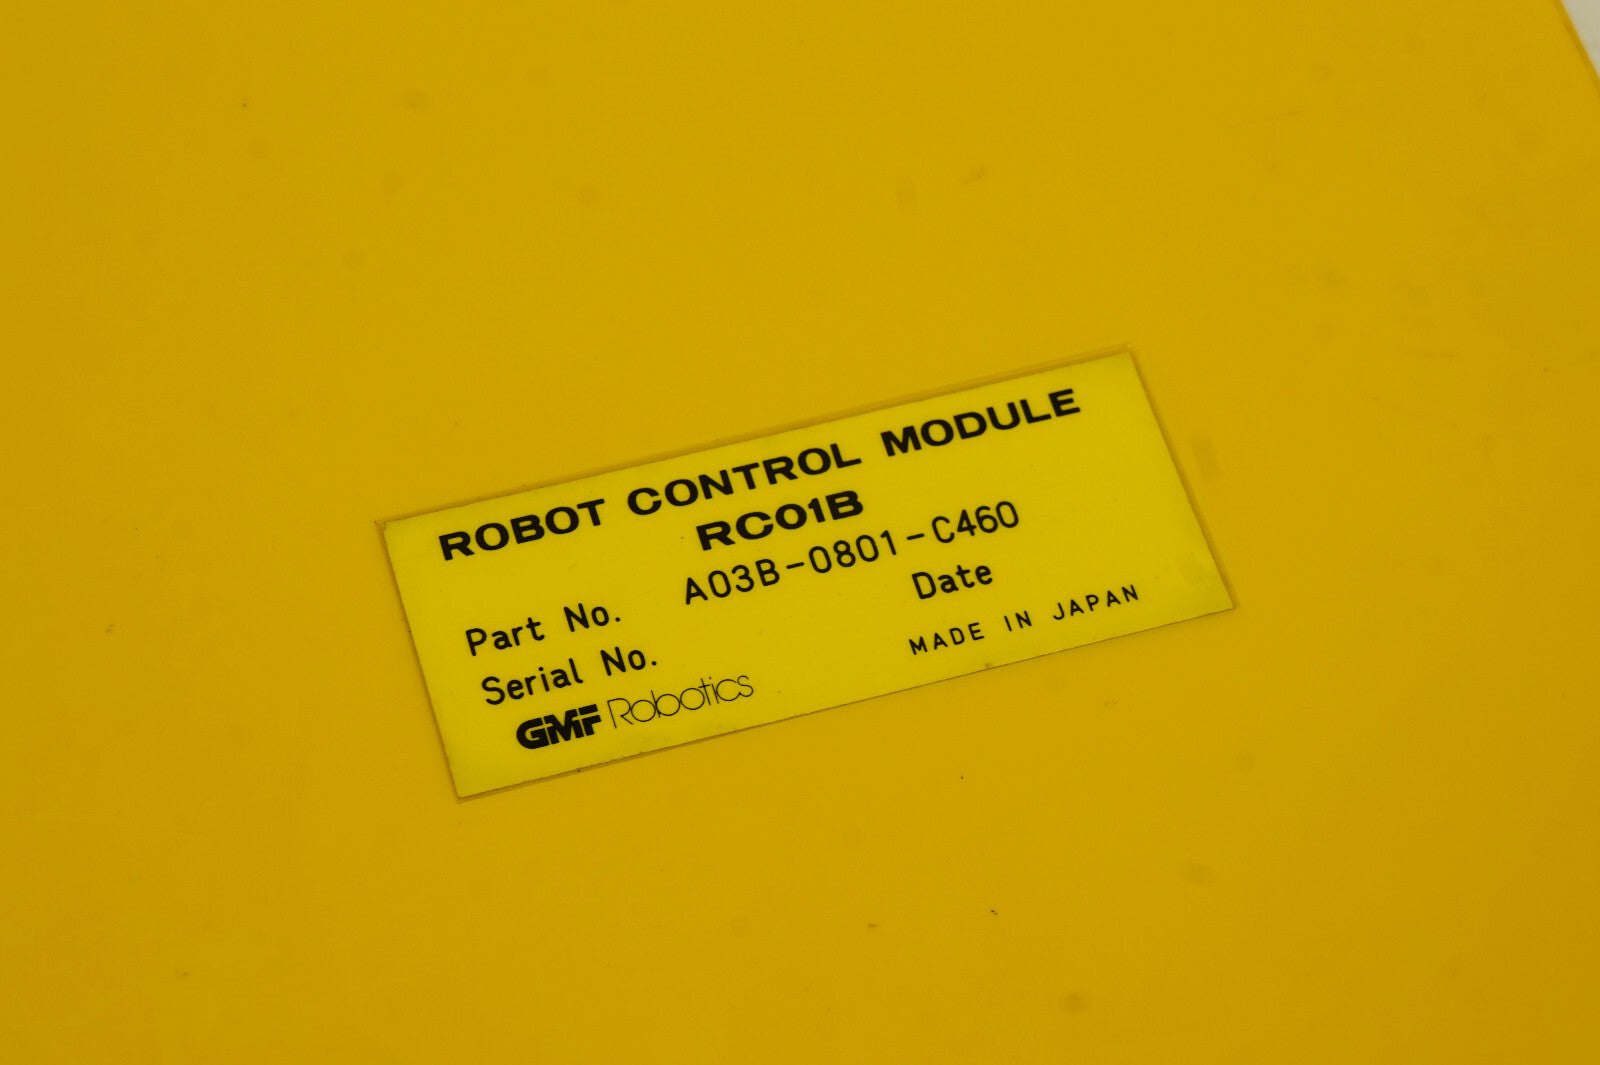 ROBOT CONTROL MODULE
RC01B
Part No. A03B-0801-C460
Serial No. Date
GMF Robotics MADE IN JAPAN